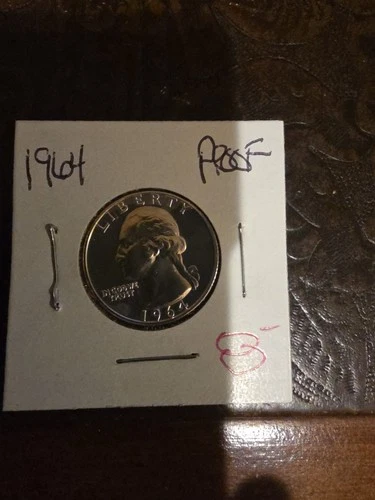 1964 PROOF
LIBERTY
IN GOD WE
TRUST
1964
8